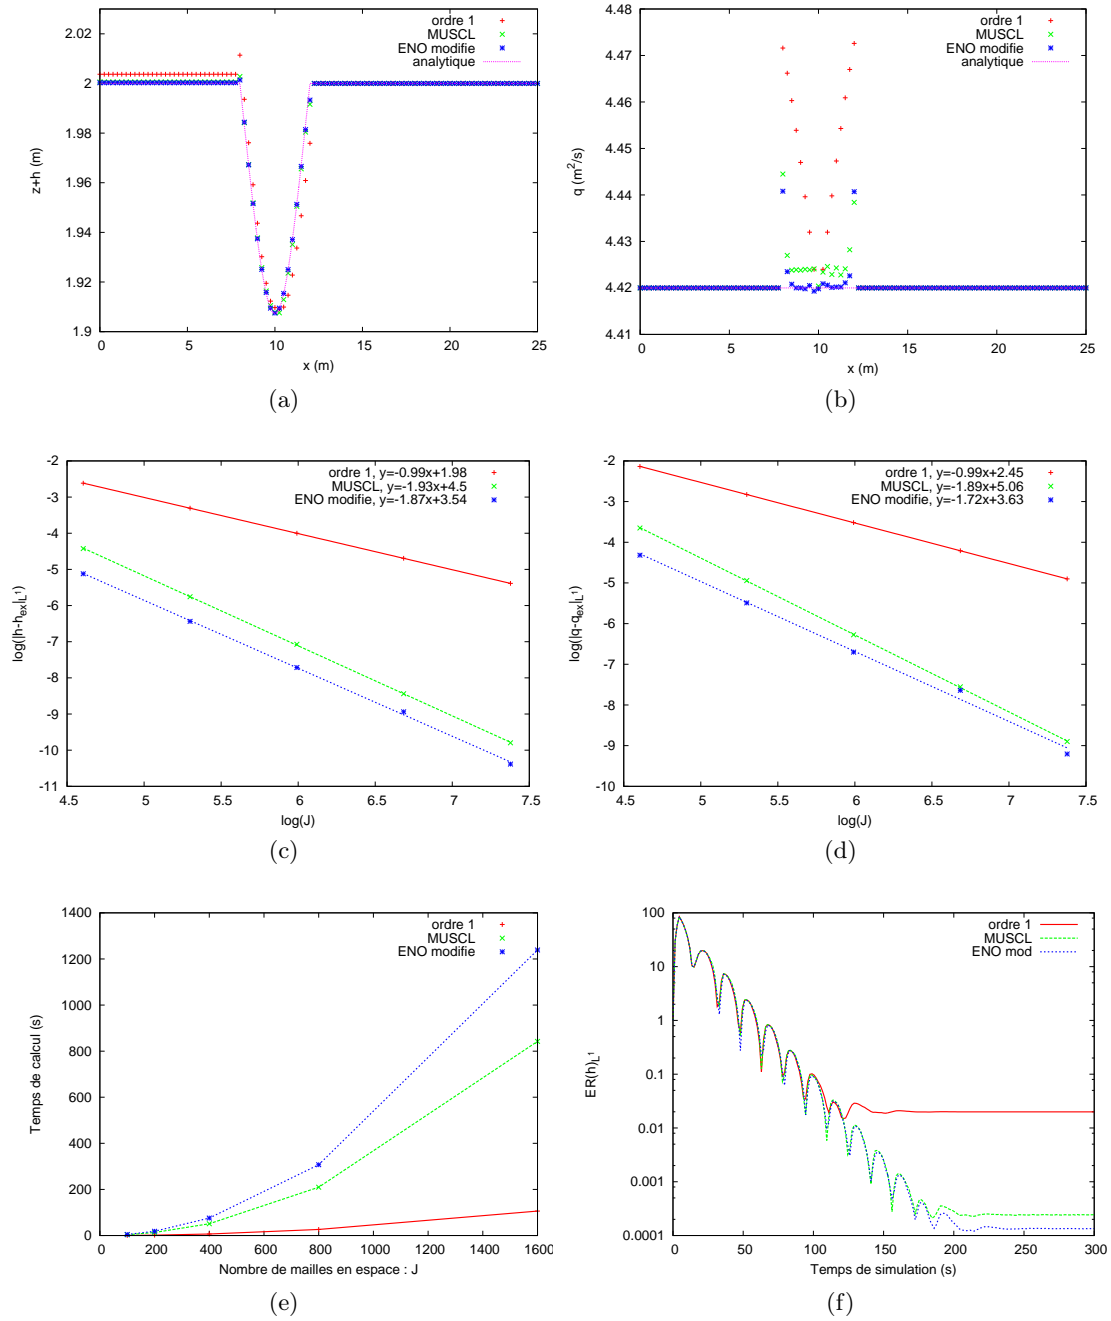 ordre 1
MUSCL
ENO modifie
analytique
2.02
2
1.98
1.96
1.94
1.92
1.9
z+h (m)
0 5 10 15 20 25
x (m)
(a)
ordre 1
MUSCL
ENO modifie
analytique
4.48
4.47
4.46
4.45
4.44
4.43
4.42
4.41
q (m²/s)
0 5 10 15 20 25
x (m)
(b)
ordre 1, y=-0.99x+1.98
MUSCL, y=-1.93x+4.5
ENO modifie, y=-1.87x+3.54
-2
-3
-4
-5
-6
-7
-8
-9
-10
-11
log(|h-h_ex|_L¹)
4.5 5 5.5 6 6.5 7 7.5
log(J)
(c)
ordre 1, y=-0.99x+2.45
MUSCL, y=-1.89x+5.06
ENO modifie, y=-1.72x+3.63
-2
-3
-4
-5
-6
-7
-8
-9
-10
log(|q-q_ex|_L¹)
4.5 5 5.5 6 6.5 7 7.5
log(J)
(d)
ordre 1
MUSCL
ENO modifie
1400
1200
1000
800
600
400
200
0
Temps de calcul (s)
0 200 400 600 800 1000 1200 1400 1600
Nombre de mailles en espace : J
(e)
ordre 1
MUSCL
ENO mod
100
10
1
0.1
0.01
0.001
0.0001
ER(h)_L¹
0 50 100 150 200 250 300
Temps de simulation (s)
(f)